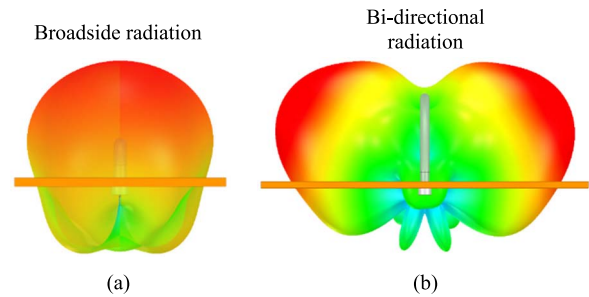 Broadside radiation
Bi-directional
radiation
(a)
(b)